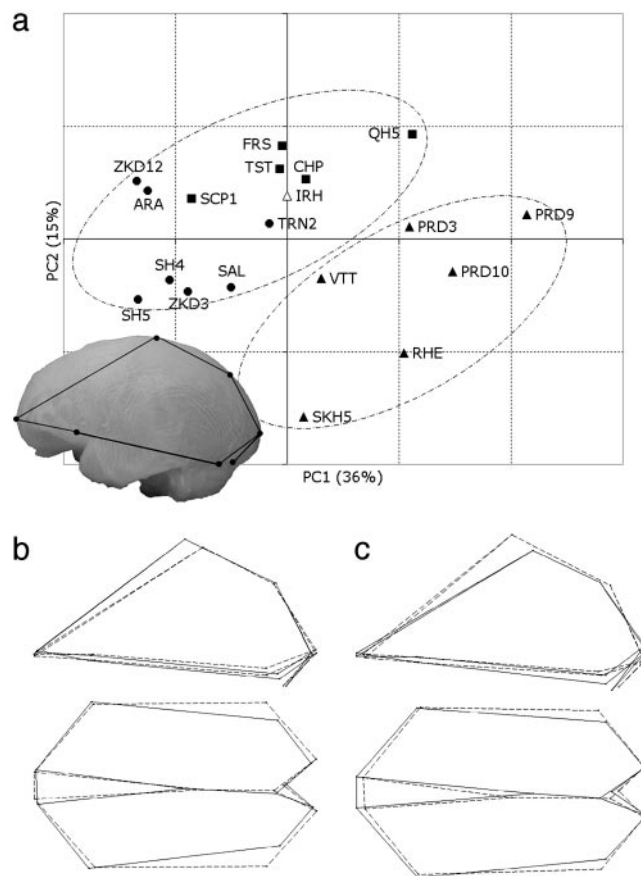 a
FRS
QH5
ZKD12
TST
CHP
ARA
SCP1
IRH
PRD9
TRN2
PRD3
PC2 (15%)
SH4
SAL
VTT
PRD10
SH5
ZKD3
RHE
SKH5
PC1 (36%)
b
c